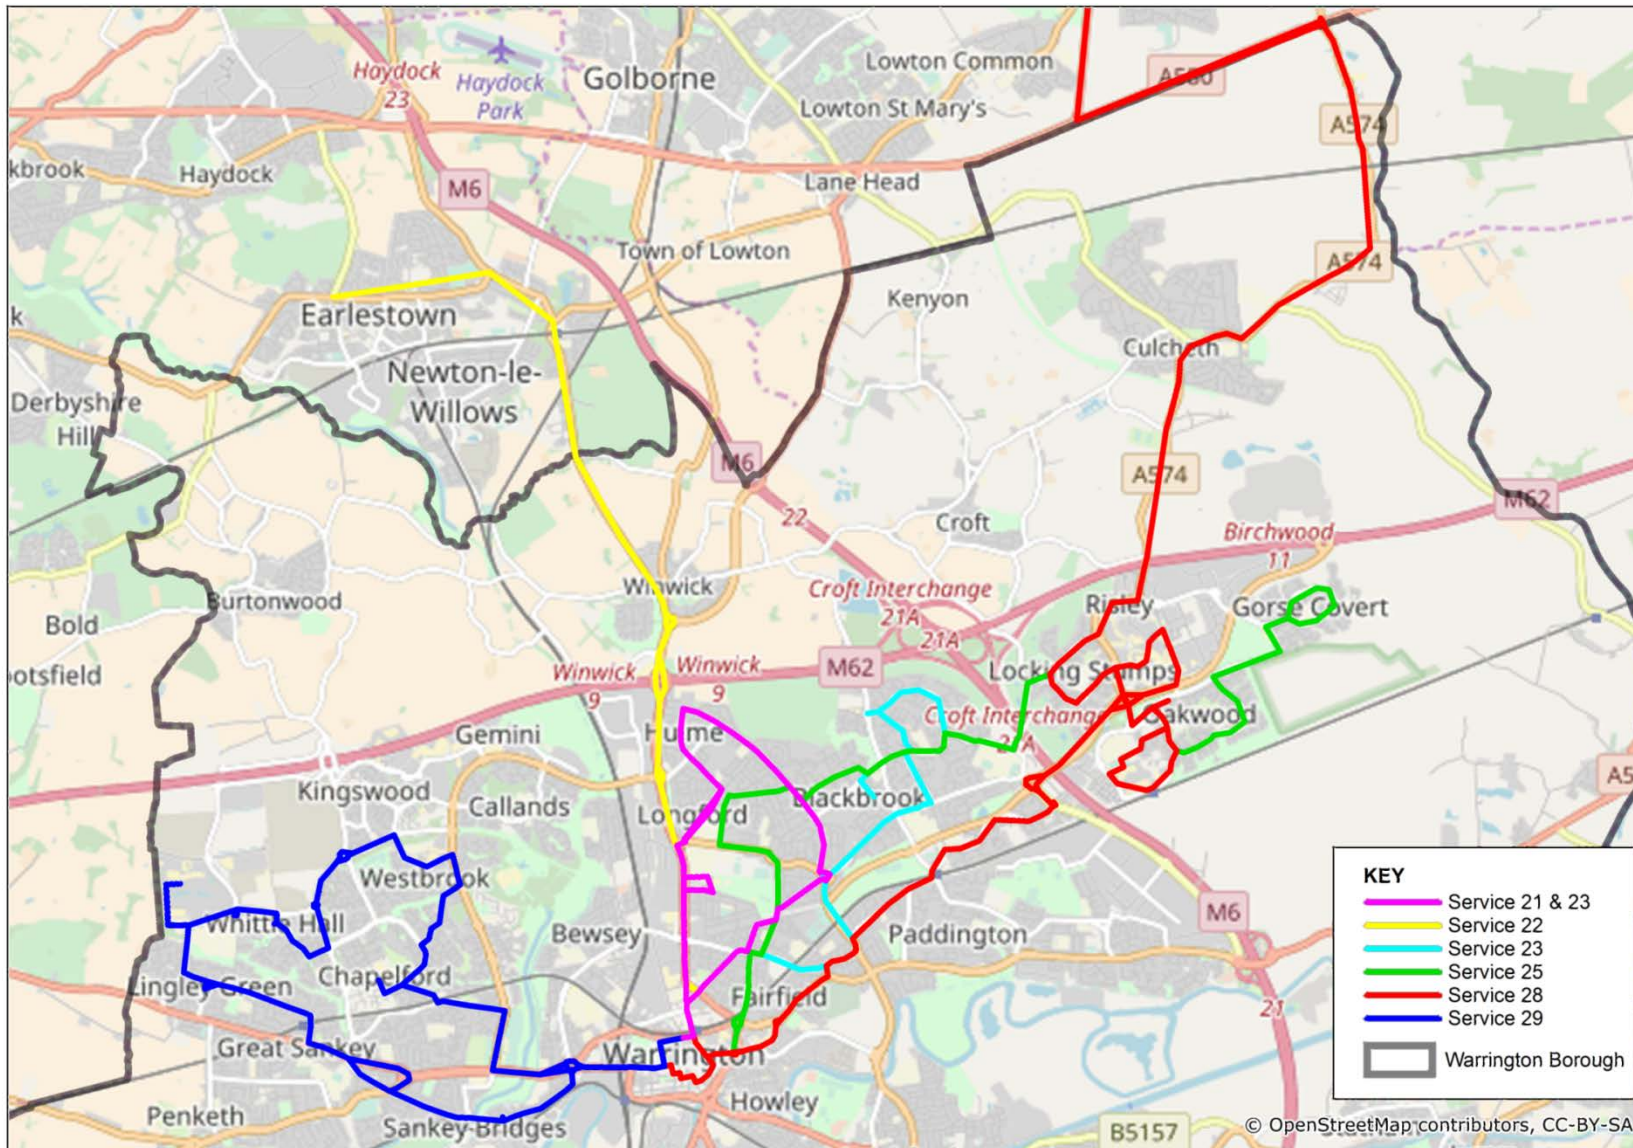 Haydock
23
Haydock
Park
Golborne
Lowton Common
A580
Lowton St Mary's
A574
kbrook
Haydock
M6
Lane Head
Town of Lowton
A574
Kenyon
k
Earlestown
Culcheth
Newton-le-
Willows
Derbyshire
Hill
M6
A574
22
Croft
M62
Birchwood
11
Winwick
Croft Interchange
21A
21A
Burtonwood
Risley
Gorse Covert
Bold
Winwick
9
Winwick
9
M62
Locking Stumps
otsfield
Croft Interchange
21A
Oakwood
Gemini
Hulme
Kingswood
Callands
Longford
Blackbrook
A5
Westbrook
Whittle Hall
Bewsey
Paddington
M6
Lingley Green
Chapelford
Fairfield
21
Great Sankey
Warrington
Penketh
Sankey Bridges
Howley
B5157
KEY
Service 21 & 23
Service 22
Service 23
Service 25
Service 28
Service 29
Warrington Borough
© OpenStreetMap contributors, CC-BY-SA